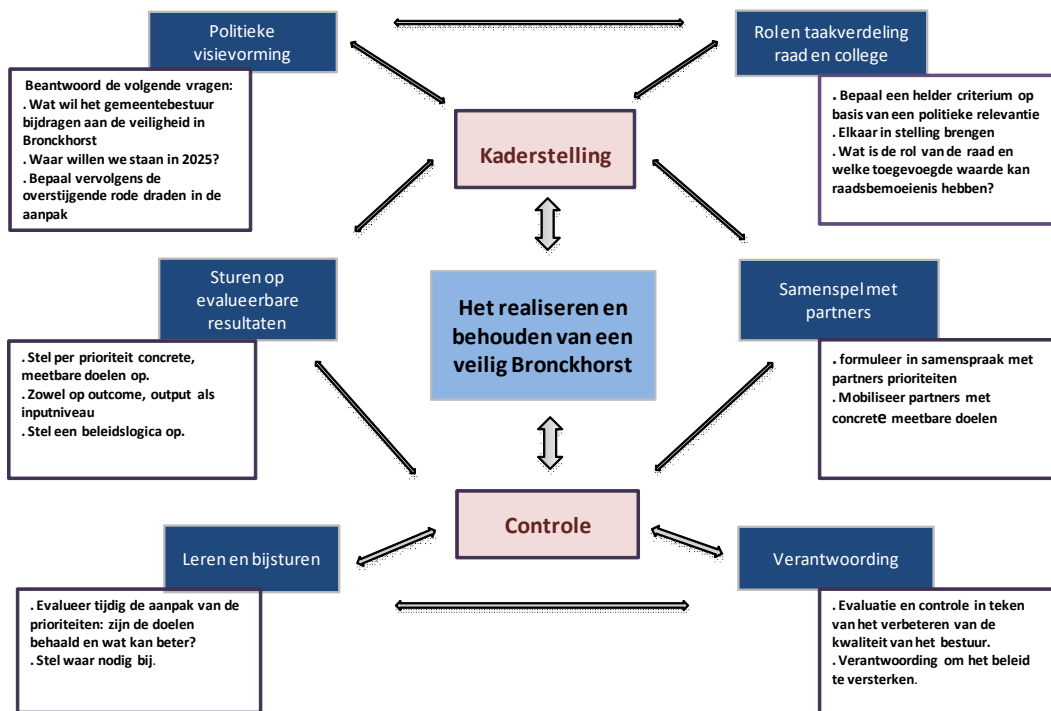 Politieke
visievorming
Beantwoord de volgende vragen:
. Wat wil het gemeentebestuur
bijdragen aan de veiligheid in
Bronckhorst
. Waar willen we staan in 2025?
. Bepaal vervolgens de
overstijgende rode draden in de
aanpak
Rol en taakverdeling
raad en college
. Bepaal een helder criterium op
basis van een politieke relevantie
. Elkaar in stelling brengen
. Wat is de rol van de raad en
welke toegevoegde waarde kan
raadsbemoeienis hebben?
Kaderstelling
Sturen op
evalueerbare
resultaten
. Stel per prioriteit concrete,
meetbare doelen op.
. Zowel op outcome, output als
inputniveau
. Stel een beleidslogica op.
Het realiseren en
behouden van een
veilig Bronckhorst
Samenspel met
partners
. formuleer in samenspraak met
partners prioriteiten
. Mobiliseer partners met
concrete meetbare doelen
Controle
Leren en bijsturen
. Evalueer tijdig de aanpak van de
prioriteiten: zijn de doelen
behaald en wat kan beter?
. Stel waar nodig bij.
Verantwoording
. Evaluatie en controle in teken
van het verbeteren van de
kwaliteit van het bestuur.
. Verantwoording om het beleid
te versterken.